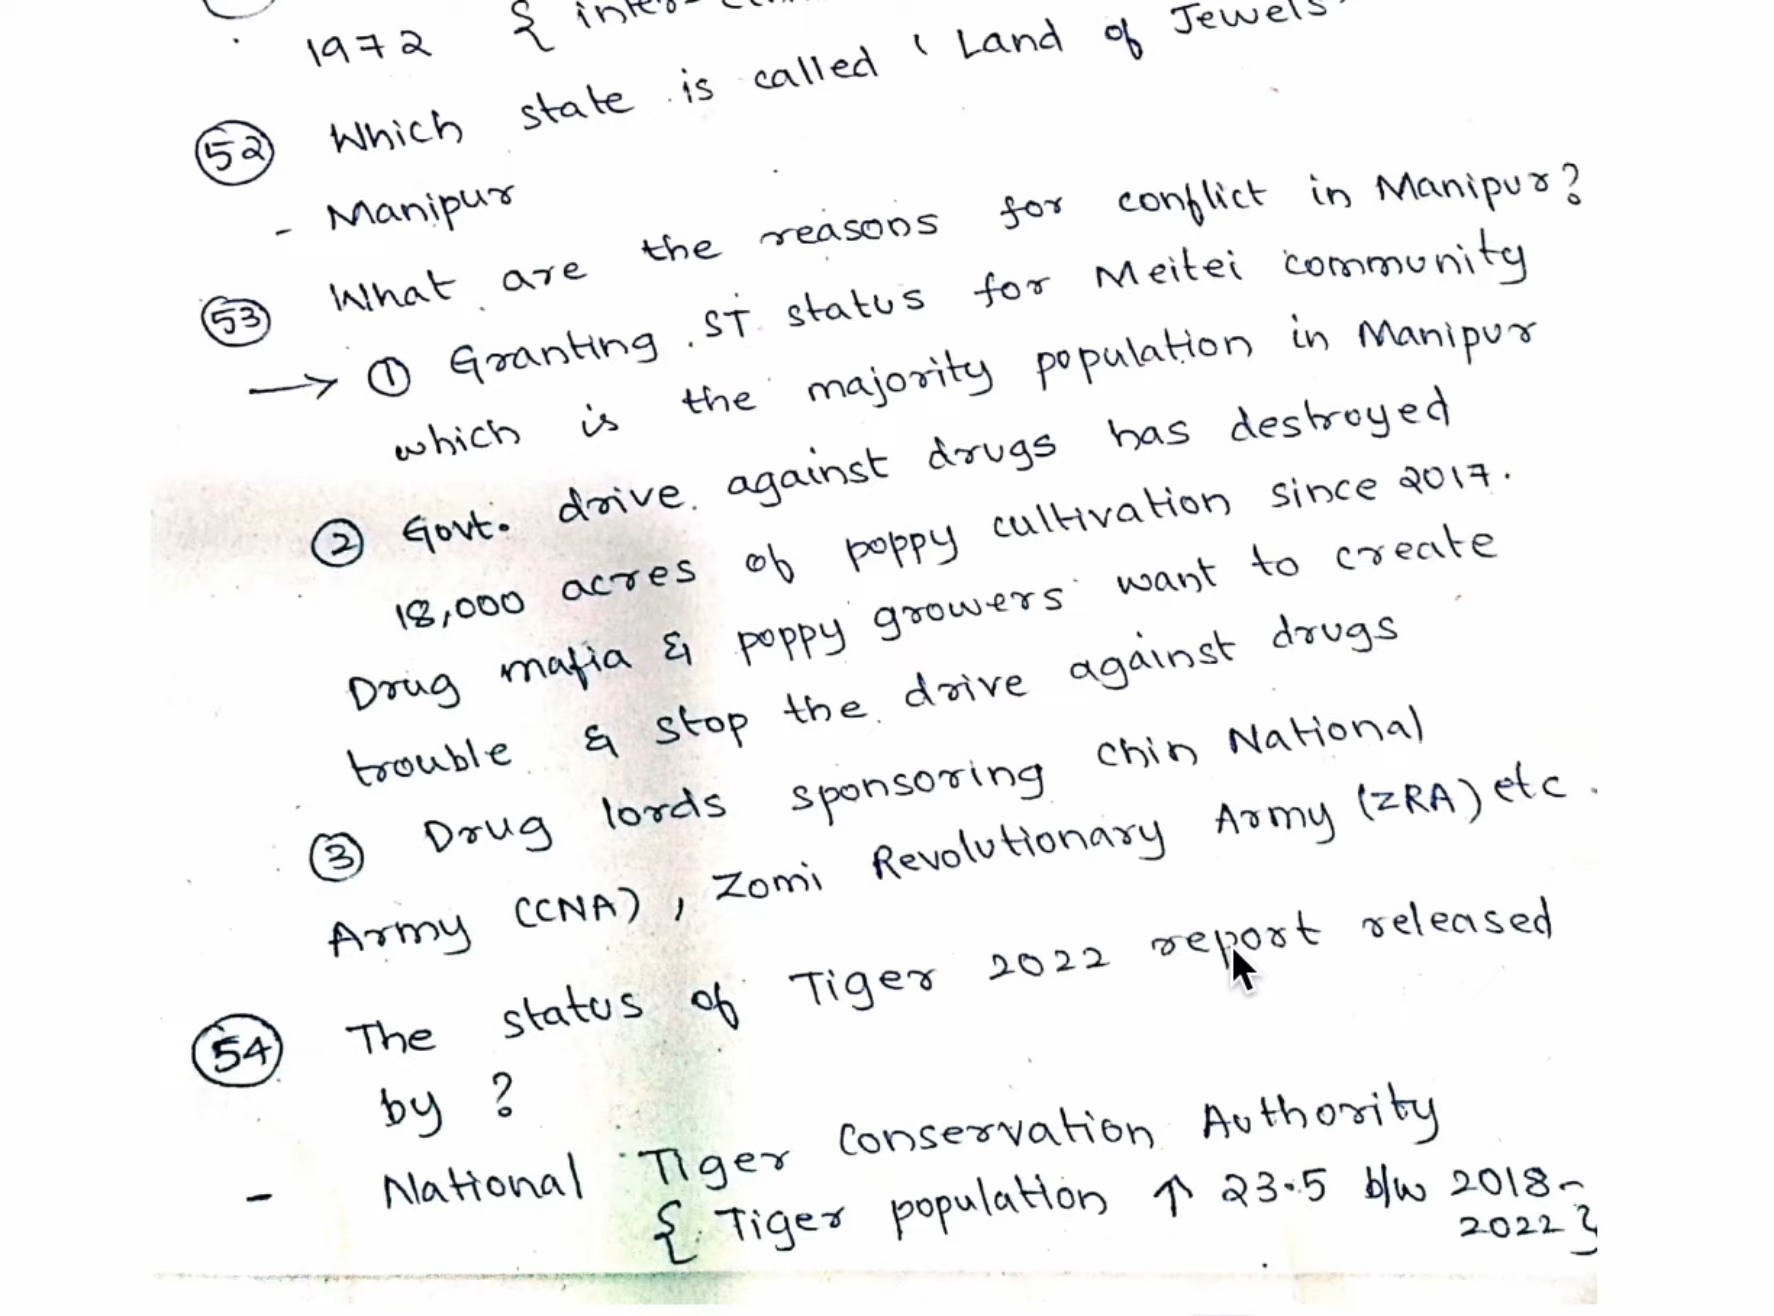 1972 {
52 Which state is called ' Land of Jewels'
- Manipur
53 What are the reasons for conflict in Manipur?
→ 1 Granting ST status for Meitei community
which is the majority population in Manipur
2 Govt. drive against drugs has destroyed
18,000 acres of poppy cultivation since 2017.
Drug mafia & poppy growers want to create
trouble & stop the drive against drugs
3 Drug lords sponsoring Chin National
Army (CNA), Zomi Revolutionary Army (ZRA) etc.
54 The status of Tiger 2022 report released
by ?
- National Tiger Conservation Authority
{ Tiger population ↑ 23.5 b/w 2018-
2022 }